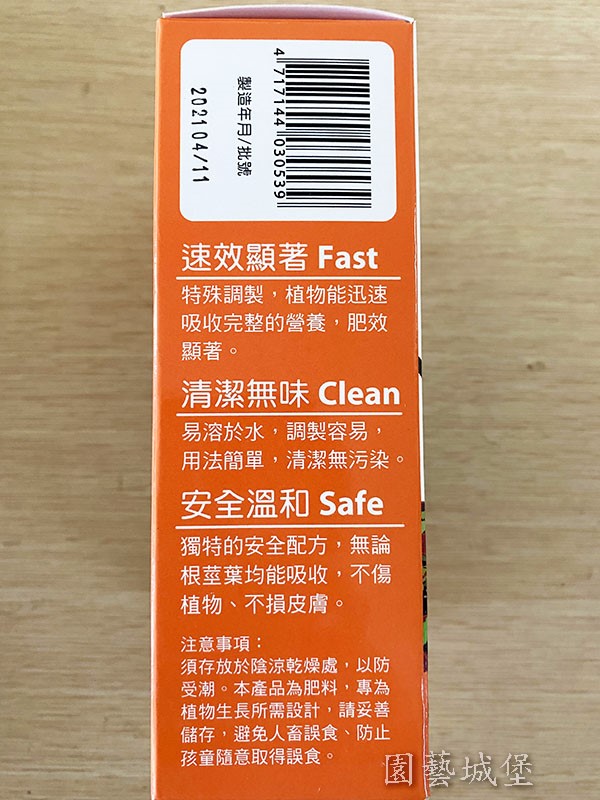 4 717144 030539
製造年月/批號
202104/11
速效顯著 Fast
特殊調製，植物能迅速
吸收完整的營養，肥效
顯著。
清潔無味 Clean
易溶於水，調製容易，
用法簡單，清潔無污染。
安全溫和 Safe
獨特的安全配方，無論
根莖葉均能吸收，不傷
植物、不損皮膚。
注意事項：
須存放於陰涼乾燥處，以防
受潮。本產品為肥料，專為
植物生長所需設計，請妥善
儲存，避免人畜誤食、防止
孩童隨意取得誤食。
園藝城堡